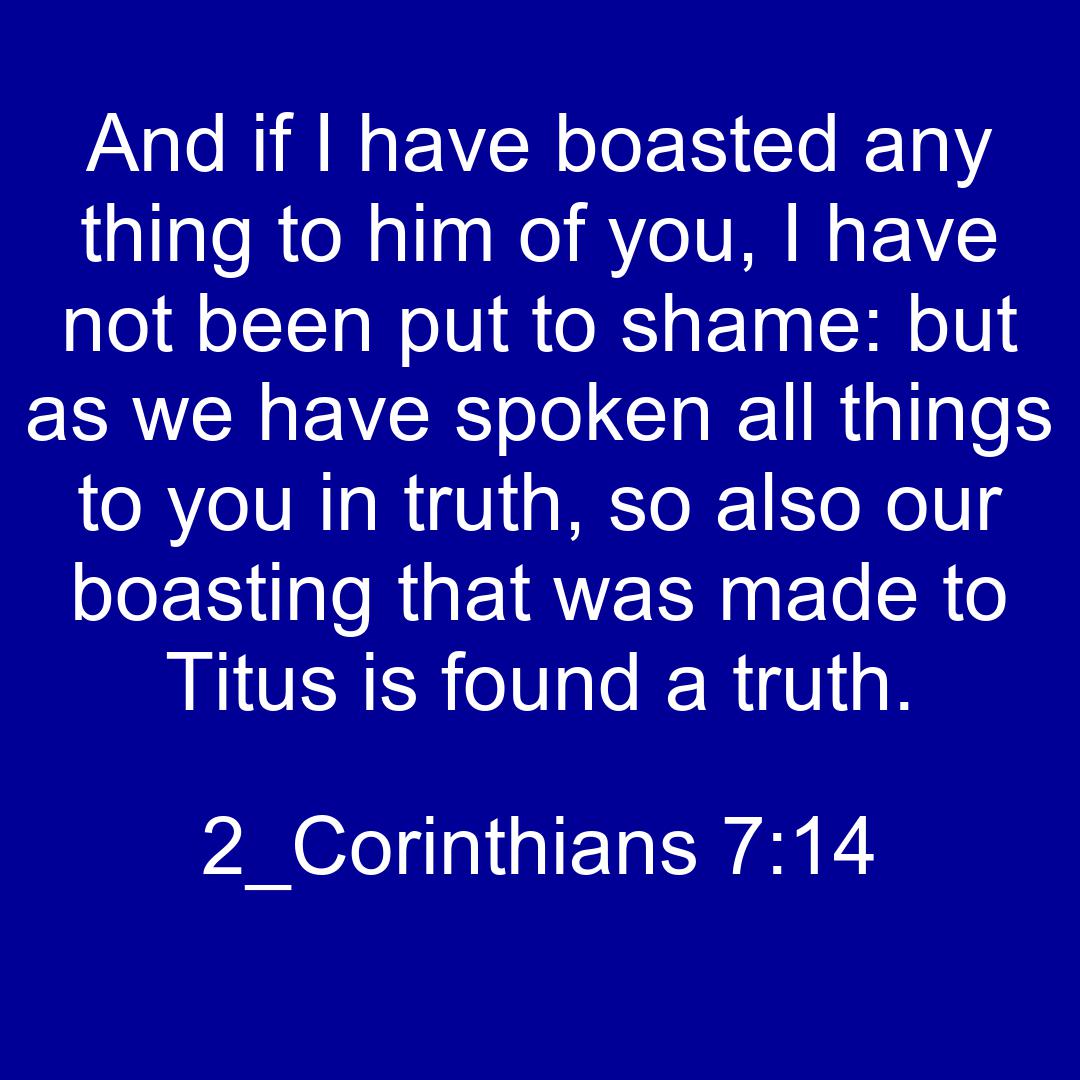 And if I have boasted any
thing to him of you, I have
not been put to shame: but
as we have spoken all things
to you in truth, so also our
boasting that was made to
Titus is found a truth.
2_Corinthians 7:14